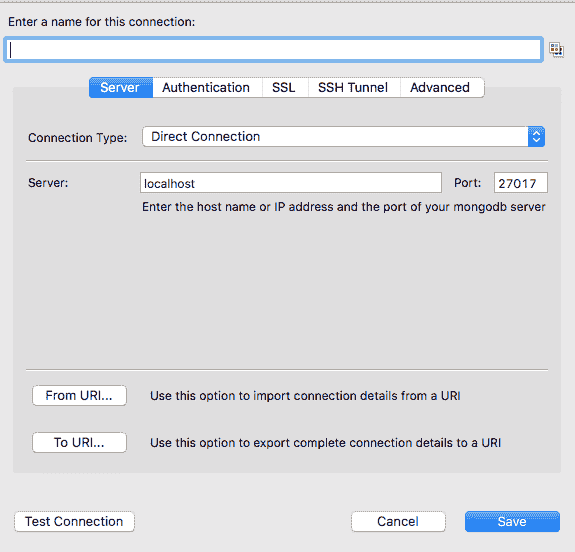 Enter a name for this connection:
Server Authentication SSL SSH Tunnel Advanced
Connection Type: Direct Connection
Server: localhost Port: 27017
Enter the host name or IP address and the port of your mongodb server
From URI... Use this option to import connection details from a URI
To URI... Use this option to export complete connection details to a URI
Test Connection Cancel Save